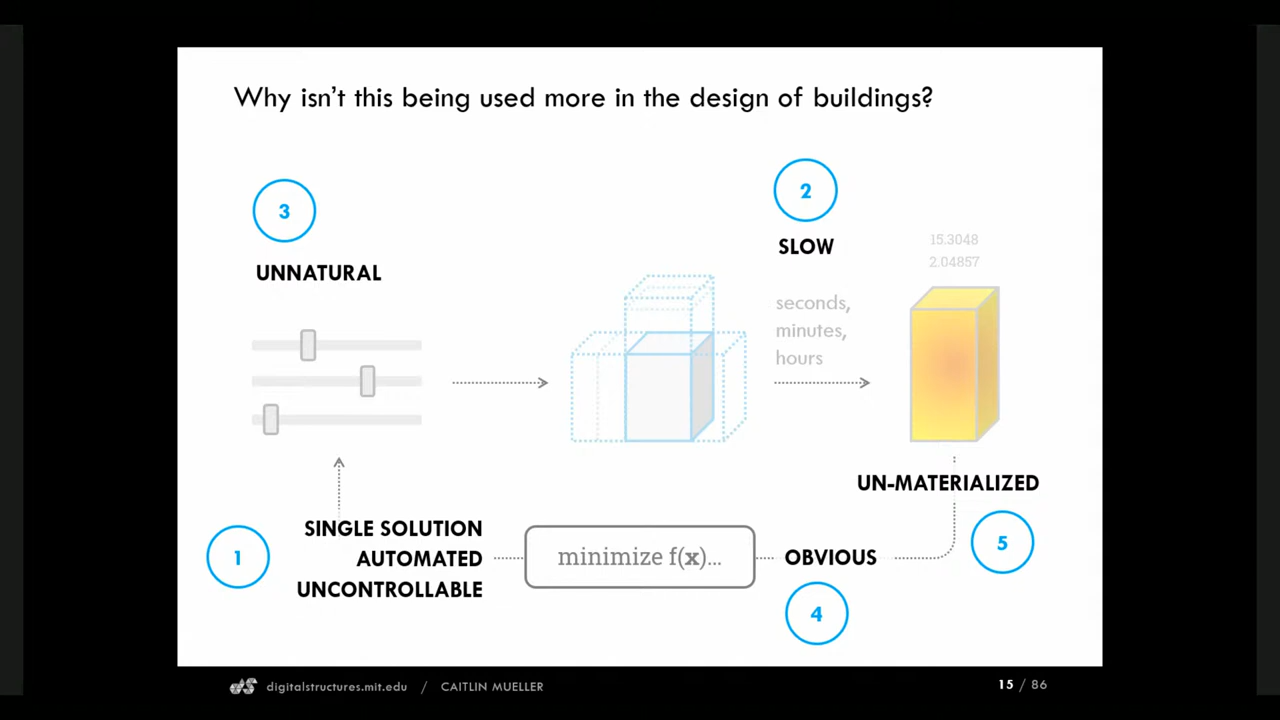 Why isn't this being used more in the design of buildings?
3
UNNATURAL
2
SLOW
seconds,
minutes,
hours
15.3048
2.04857
1
SINGLE SOLUTION
AUTOMATED
UNCONTROLLABLE
minimize f(x)...
OBVIOUS
4
UN-MATERIALIZED
5
digitalstructures.mit.edu / CAITLIN MUELLER
15 / 86